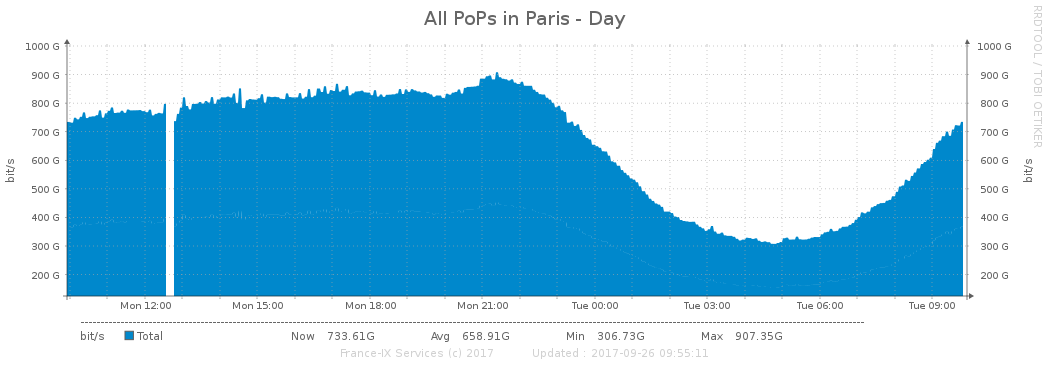 All PoPs in Paris - Day
RRDTOOL / TOBI OETIKER
bit/s
1000 G
900 G
800 G
700 G
600 G
500 G
400 G
300 G
200 G
1000 G
900 G
800 G
700 G
600 G
500 G
400 G
300 G
200 G
bit/s
Mon 12:00 Mon 15:00 Mon 18:00 Mon 21:00 Tue 00:00 Tue 03:00 Tue 06:00 Tue 09:00
bit/s Total Now 733.61G Avg 658.91G Min 306.73G Max 907.35G
France-IX Services (c) 2017 Updated : 2017-09-26 09:55:11